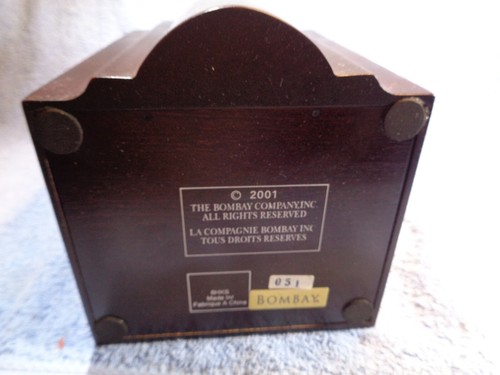 © 2001
THE BOMBAY COMPANY,INC.
ALL RIGHTS RESERVED
LA COMPAGNIE BOMBAY INC
TOUS DROITS RESERVES
Made in/
Fabrique A China
051
BOMBAY